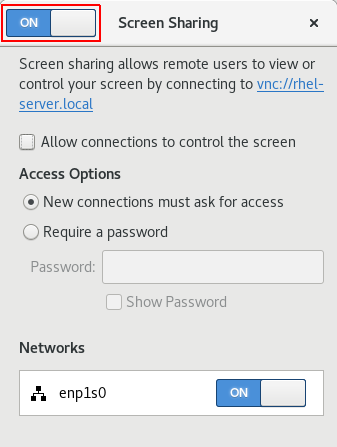 ON Screen Sharing ×
Screen sharing allows remote users to view or
control your screen by connecting to vnc://rhel-
server.local
Allow connections to control the screen
Access Options
New connections must ask for access
Require a password
Password:
Show Password
Networks
enp1s0 ON